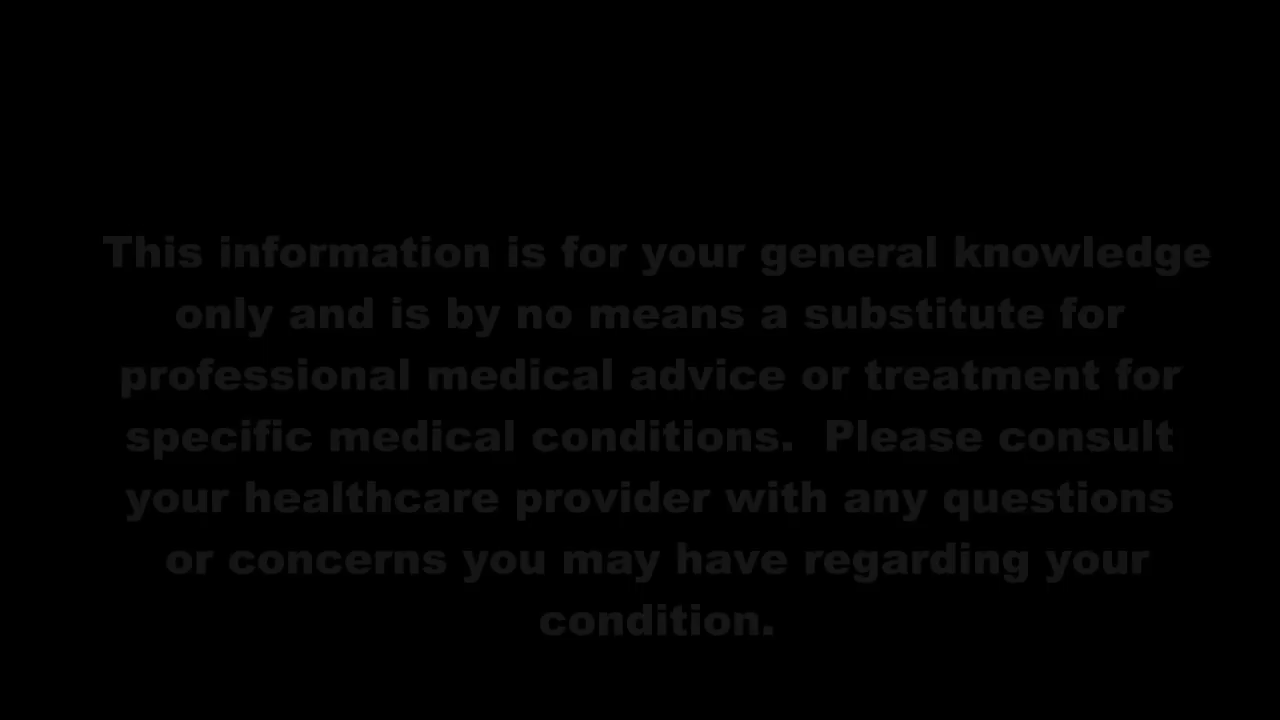 This information is for your general knowledge
only and is by no means a substitute for
professional medical advice or treatment for
specific medical conditions.  Please consult
your healthcare provider with any questions
or concerns you may have regarding your
condition.